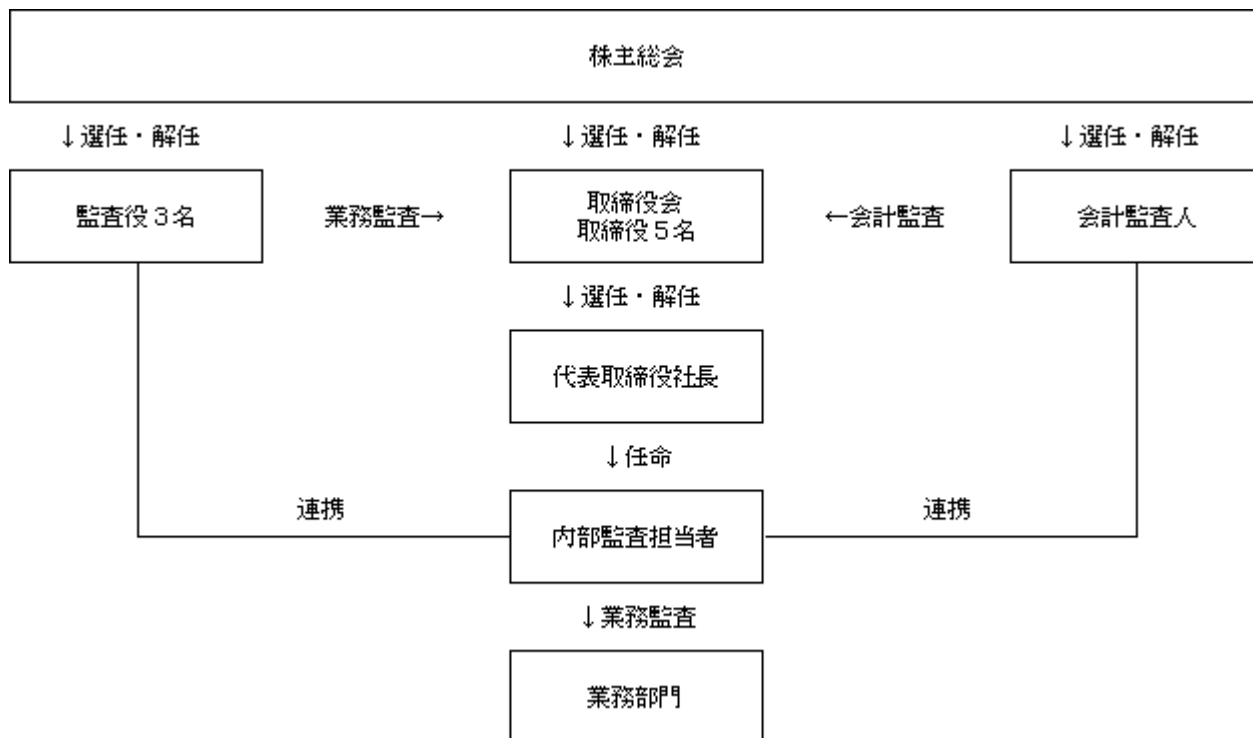 株主総会
↓選任・解任
↓選任・解任
↓選任・解任
監査役３名
業務監査→
取締役会
取締役５名
←会計監査
会計監査人
↓選任・解任
代表取締役社長
↓任命
連携
内部監査担当者
連携
↓業務監査
業務部門